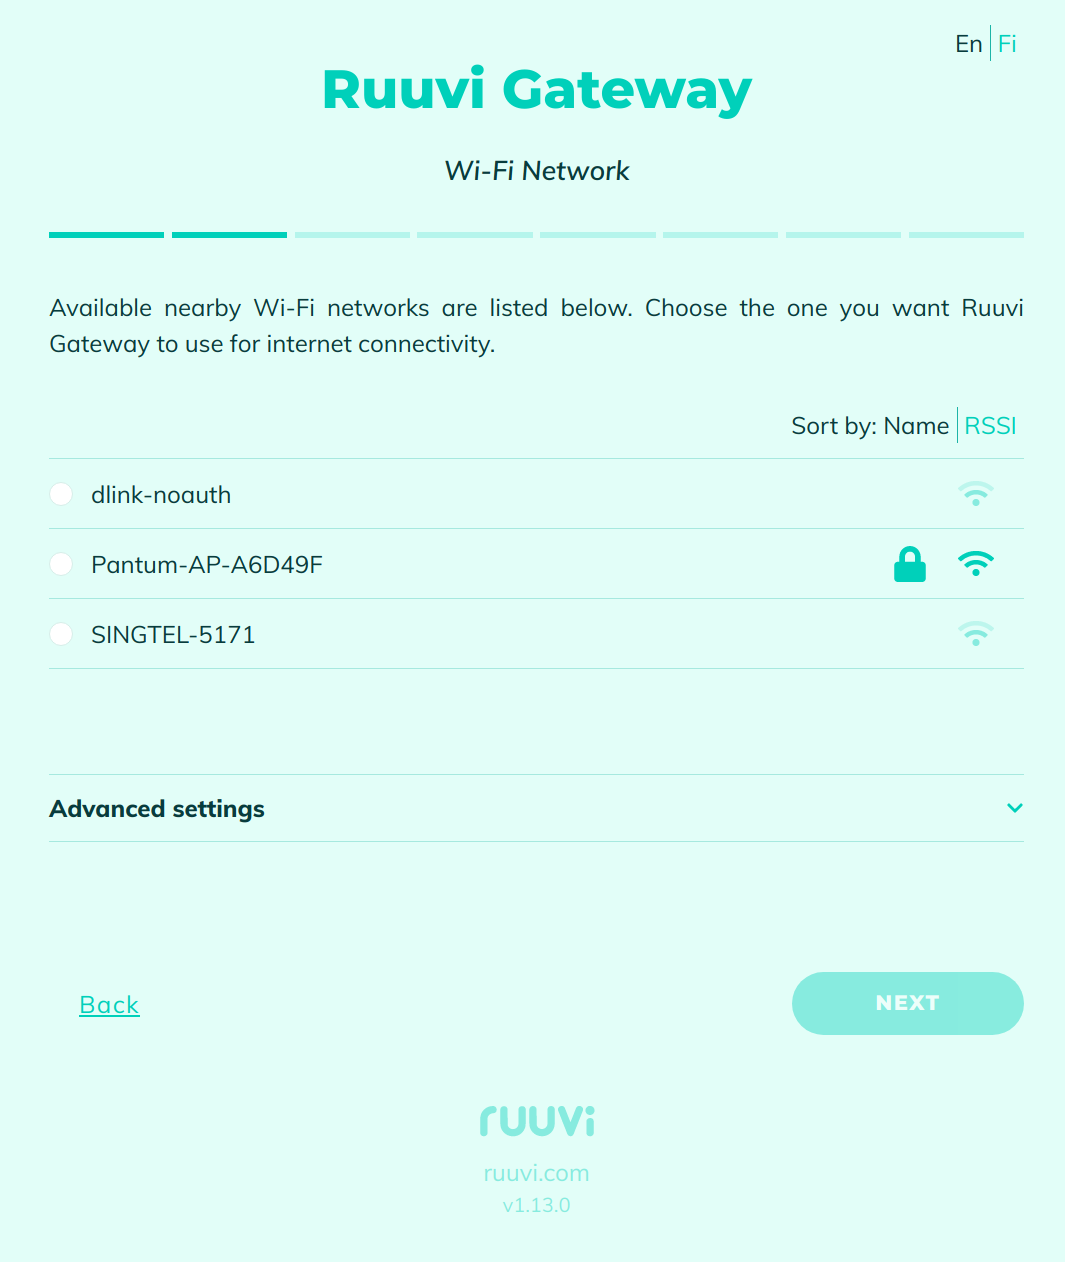 En Fi
Ruuvi Gateway
Wi-Fi Network
Available nearby Wi-Fi networks are listed below. Choose the one you want Ruuvi
Gateway to use for internet connectivity.
Sort by: Name RSSI
dlink-noauth
Pantum-AP-A6D49F
SINGTEL-5171
Advanced settings
Back
NEXT
ruuvi
ruuvi.com
v1.13.0